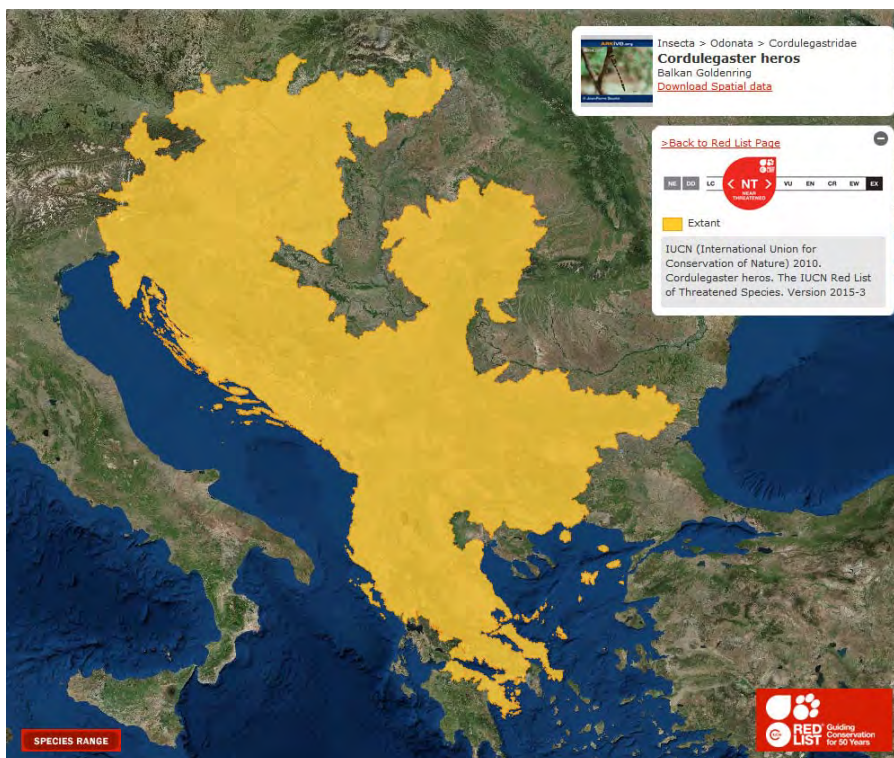 ARKIVE.org
Insecta > Odonata > Cordulegastridae
Cordulegaster heros
Balkan Goldenring
Download Spatial data
>Back to Red List Page
NE DD LC < NT > VU EN CR EW EX
NEAR
THREATENED
Extant
IUCN (International Union for
Conservation of Nature) 2010.
Cordulegaster heros. The IUCN Red List
of Threatened Species. Version 2015-3
SPECIES RANGE
RED
LIST
Guiding
Conservation
for 50 Years